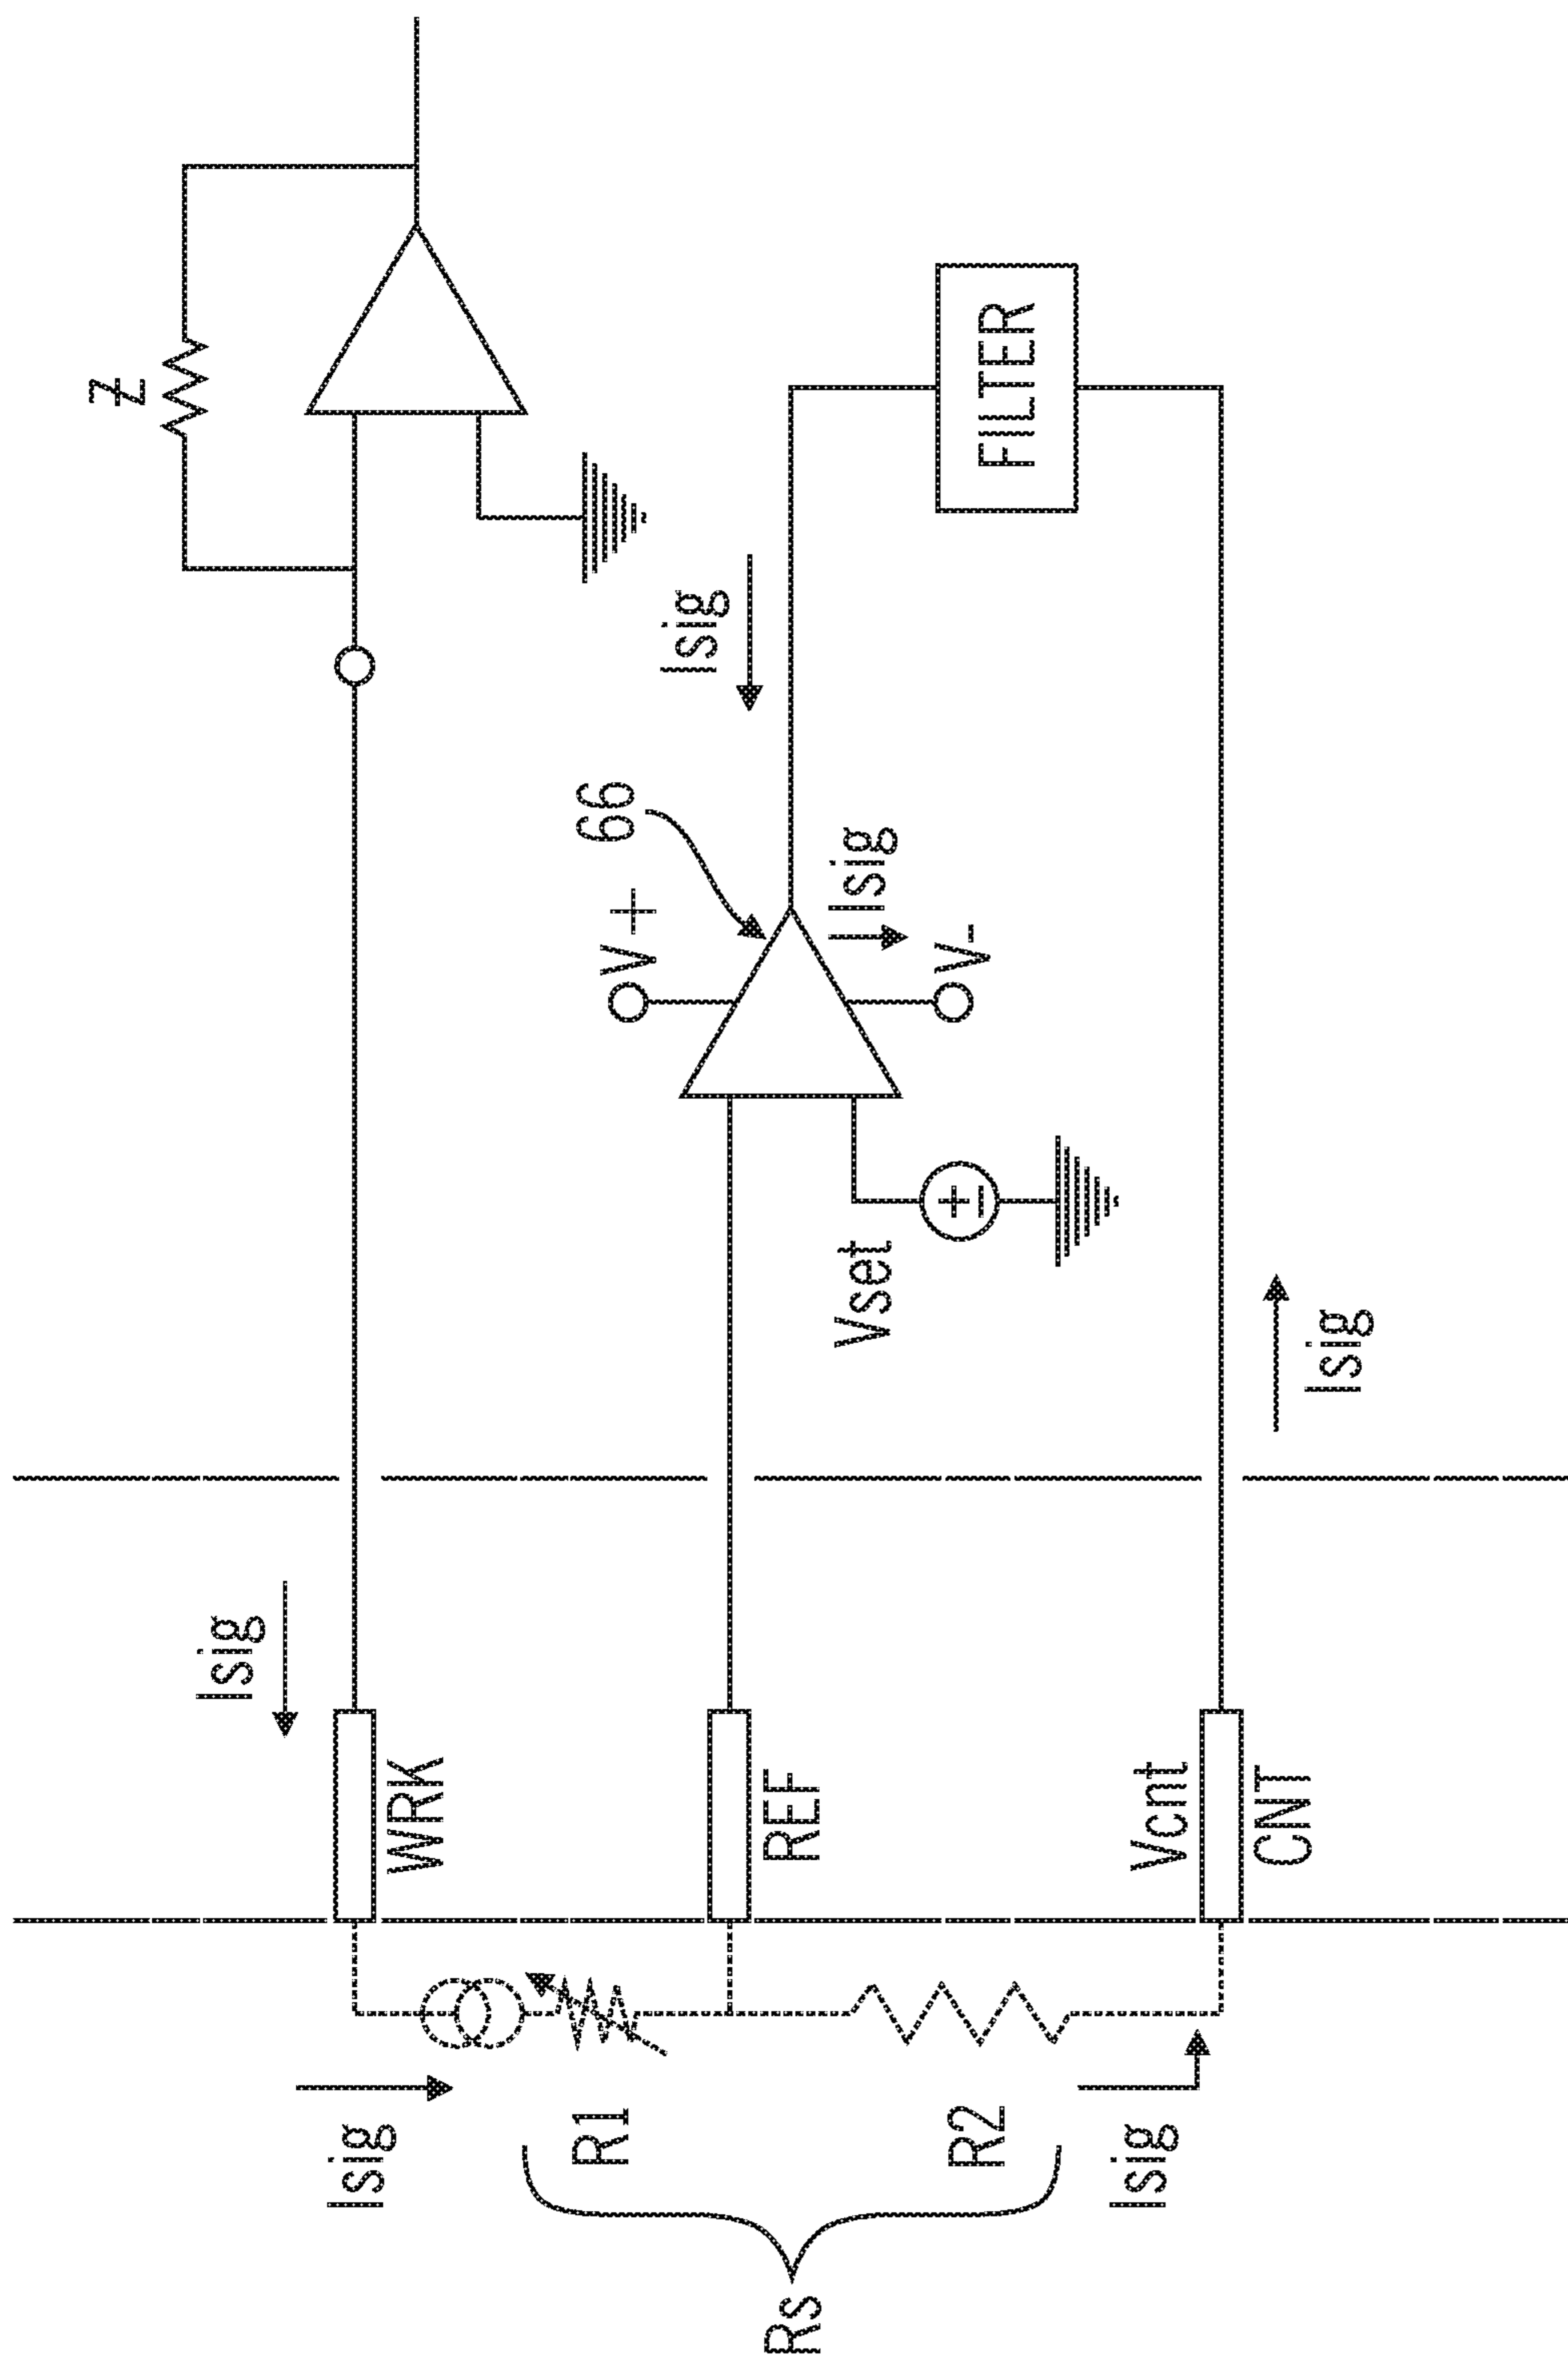 Z
Isig
WRK
Isig
66
V+
Isig
FILTER
REF
Isig
V-
Vset
Rs
R1
R2
Vcnt
CNT
Isig
Isig